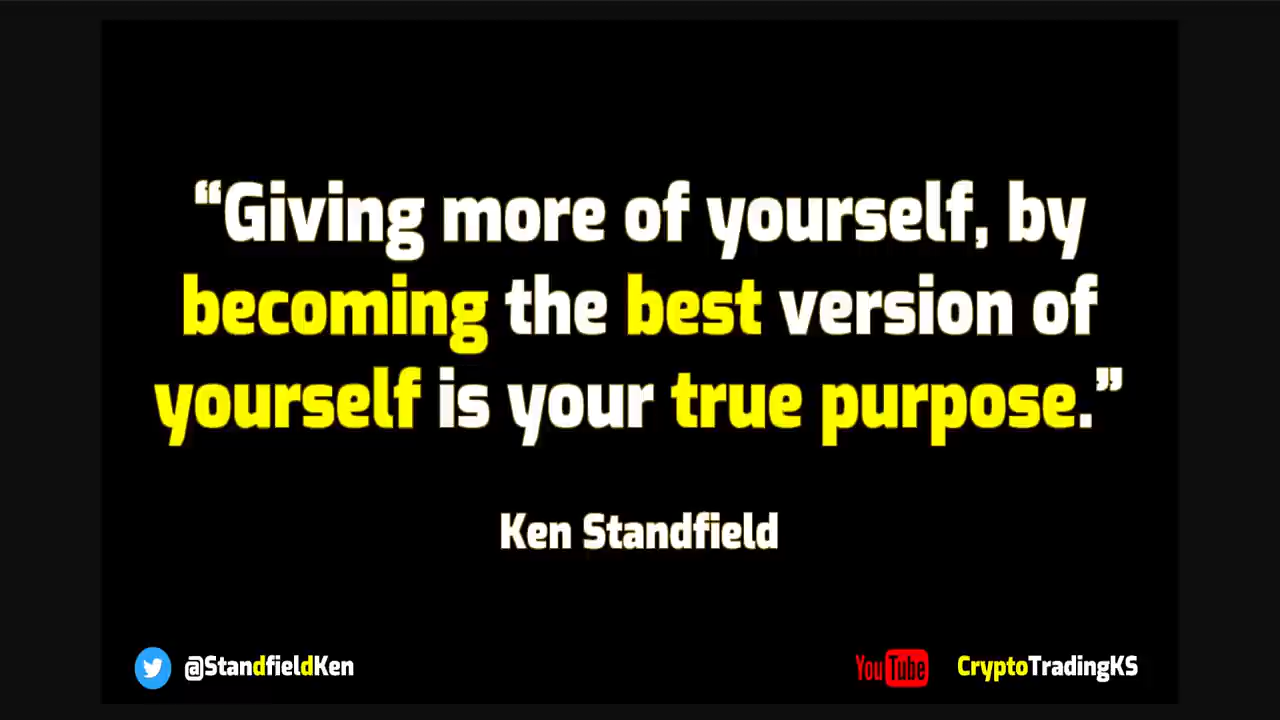 “Giving more of yourself, by
becoming the best version of
yourself is your true purpose.”
Ken Standfield
@StandfieldKen
YouTube CryptoTradingKS